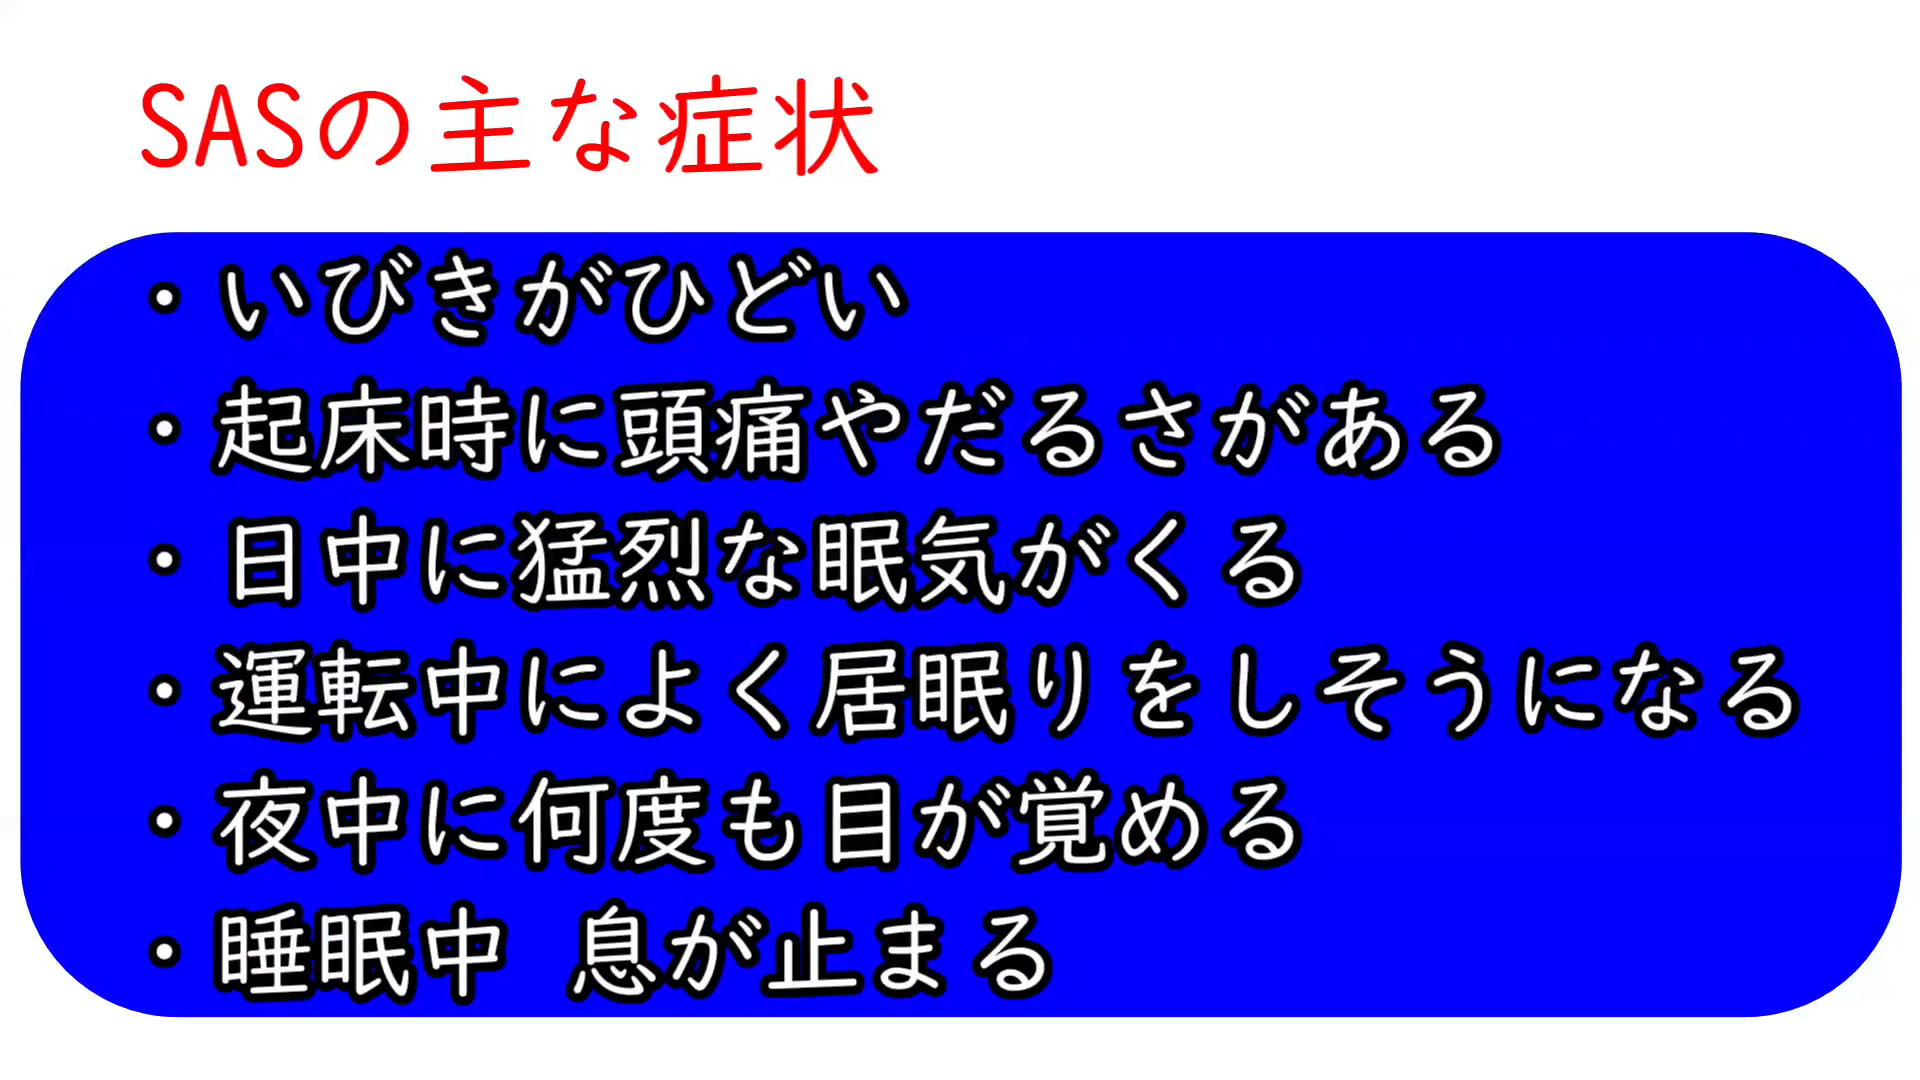 SASの主な症状
・いびきがひどい
・起床時に頭痛やだるさがある
・日中に猛烈な眠気がくる
・運転中によく居眠りをしそうになる
・夜中に何度も目が覚める
・睡眠中 息が止まる